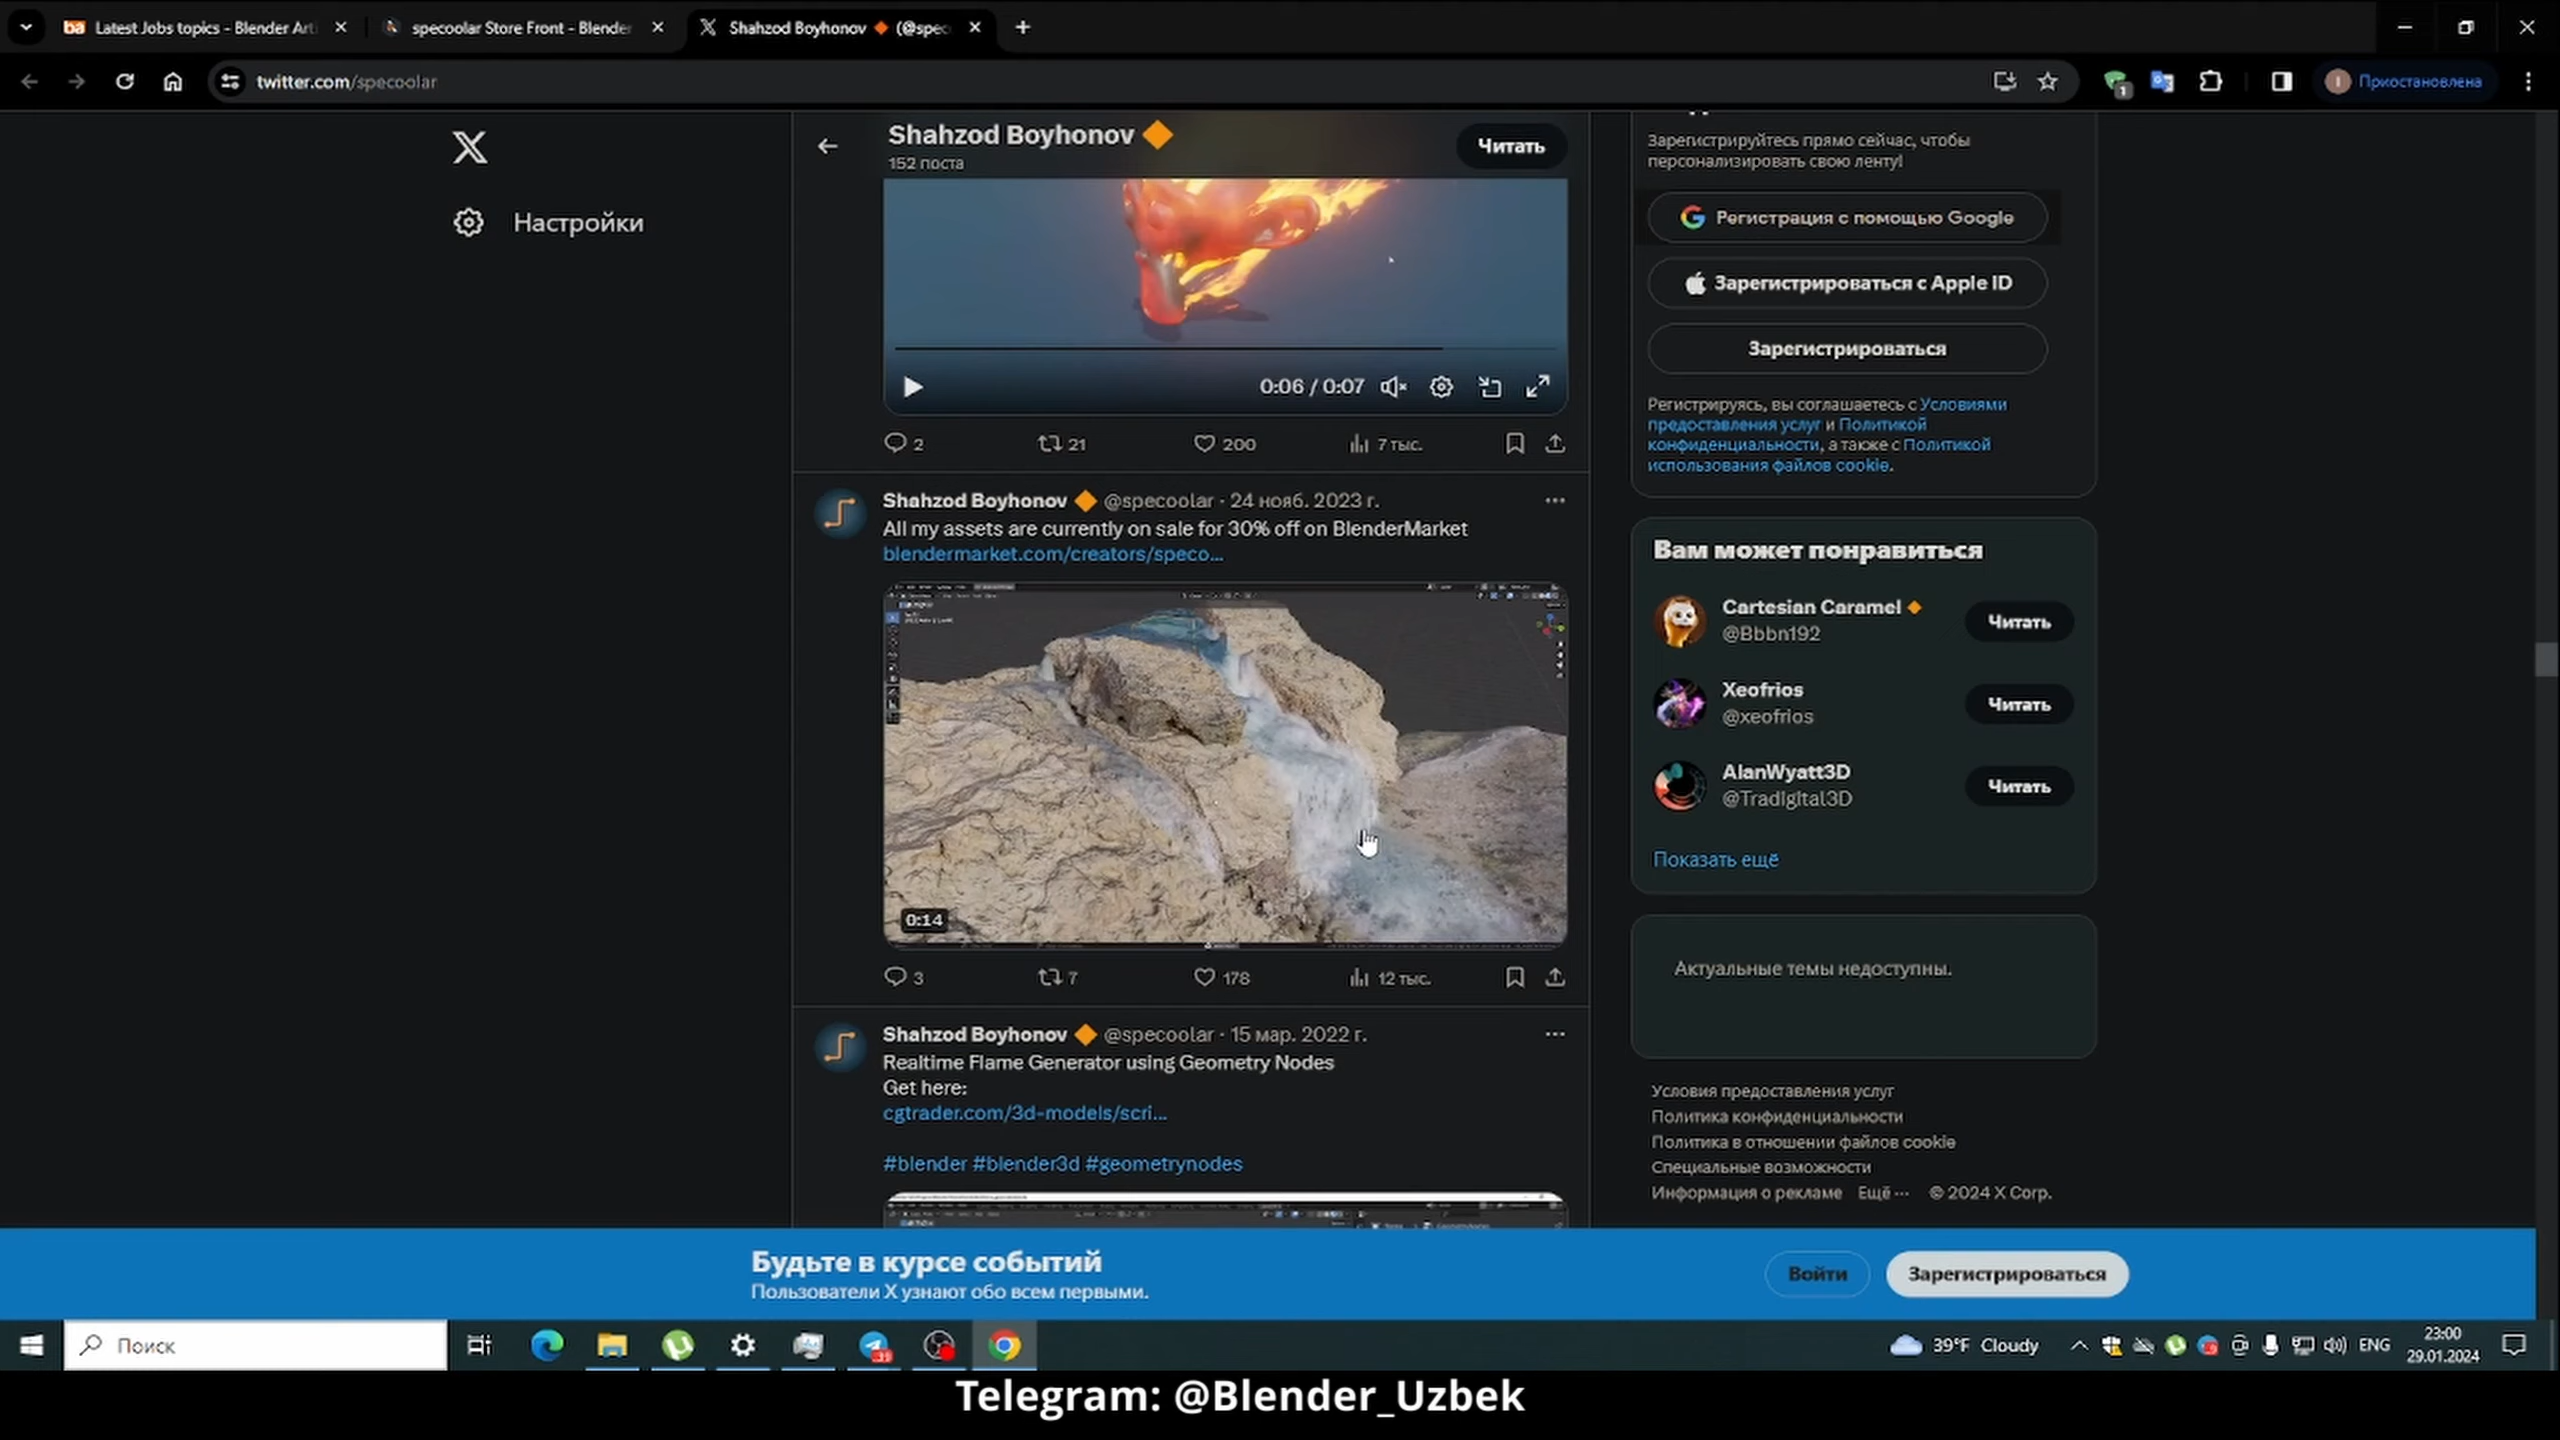 Latest Jobs topics - Blender Art
specoolar Store Front - Blender
Shahzod Boyhonov 🔶 (@spec
twitter.com/specoolar
1
Приостановлена
Настройки
Shahzod Boyhonov 🔶
152 поста
Читать
0:06 / 0:07
2
21
200
7 тыс.
Shahzod Boyhonov 🔶 @specoolar · 24 нояб. 2023 г.
All my assets are currently on sale for 30% off on BlenderMarket
blendermarket.com/creators/speco...
0:14
3
7
178
12 тыс.
Shahzod Boyhonov 🔶 @specoolar · 15 мар. 2022 г.
Realtime Flame Generator using Geometry Nodes
Get here:
cgtrader.com/3d-models/scri...
#blender #blender3d #geometrynodes
Зарегистрируйтесь прямо сейчас, чтобы
персонализировать свою ленту!
Регистрация с помощью Google
Зарегистрироваться с Apple ID
Зарегистрироваться
Регистрируясь, вы соглашаетесь с Условиями
предоставления услуг и Политикой
конфиденциальности, а также с Политикой
использования файлов cookie.
Вам может понравиться
Cartesian Caramel 🔸
@Bbbn192
Читать
Xeofrios
@xeofrios
Читать
AlanWyatt3D
@Tradigital3D
Читать
Показать ещё
Актуальные темы недоступны.
Условия предоставления услуг
Политика конфиденциальности
Политика в отношении файлов cookie
Специальные возможности
Информация о рекламе Ещё ··· © 2024 X Corp.
Будьте в курсе событий
Пользователи X узнают обо всем первыми.
Войти
Зарегистрироваться
Поиск
39°F Cloudy
ENG
23:00
29.01.2024
Telegram: @Blender_Uzbek